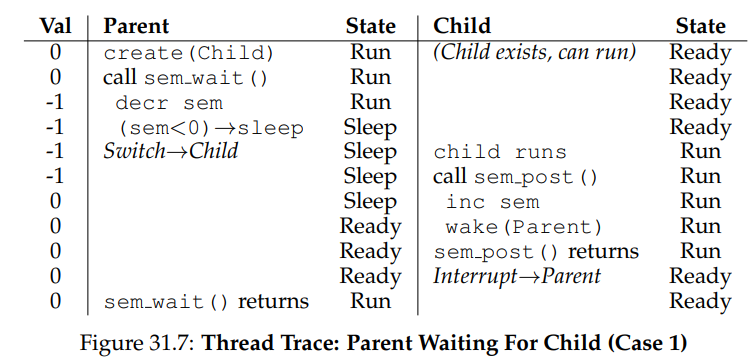 Val Parent State Child State
0 create(Child) Run (Child exists, can run) Ready
0 call sem_wait() Run Ready
-1 decr sem Run Ready
-1 (sem<0)→sleep Sleep Ready
-1 Switch→Child Sleep child runs Run
-1 Sleep call sem_post() Run
0 Sleep inc sem Run
0 Ready wake(Parent) Run
0 Ready sem_post() returns Run
0 Ready Interrupt→Parent Ready
0 sem_wait() returns Run Ready
Figure 31.7: Thread Trace: Parent Waiting For Child (Case 1)